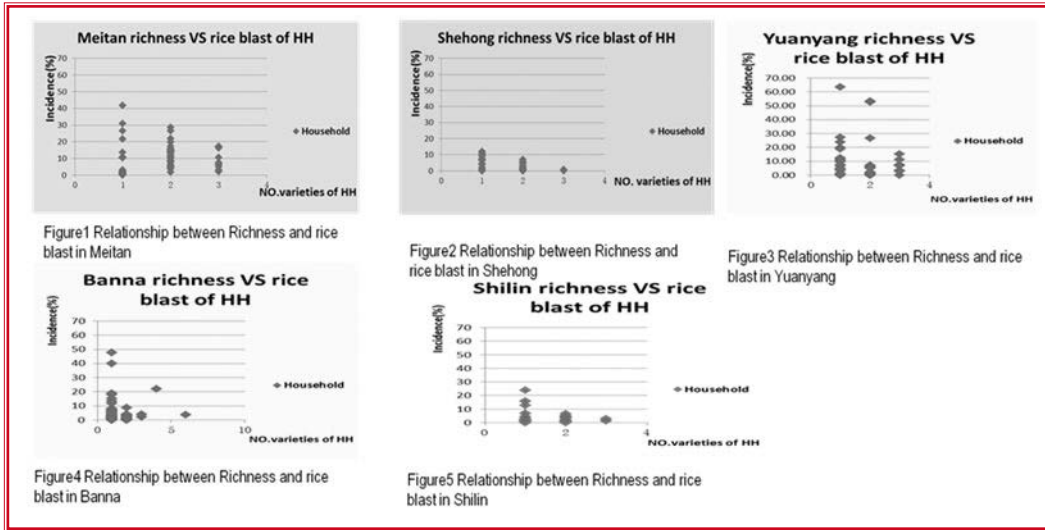 Meitan richness VS rice blast of HH
Incidence(%)
70
60
50
40
30
20
10
0
0 1 2 3 4
NO.varieties of HH
Household
Figure1 Relationship between Richness and rice
blast in Meitan
Shehong richness VS rice blast of HH
Incidence(%)
70
60
50
40
30
20
10
0
0 1 2 3 4
NO.varieties of HH
Household
Figure2 Relationship between Richness and
rice blast in Shehong
Yuanyang richness VS
rice blast of HH
Incidence(%)
70.00
60.00
50.00
40.00
30.00
20.00
10.00
0.00
0 2 4
NO.varieties of HH
Household
Figure3 Relationship between Richness and rice
blast in Yuanyang
Banna richness VS rice
blast of HH
Incidence(%)
70
60
50
40
30
20
10
0
0 5 10
NO.varieties of HH
Household
Figure4 Relationship between Richness and rice
blast in Banna
Shilin richness VS rice
blast of HH
Incidence(%)
70
60
50
40
30
20
10
0
0 2 4
NO.varieties of HH
Household
Figure5 Relationship between Richness and rice
blast in Shilin